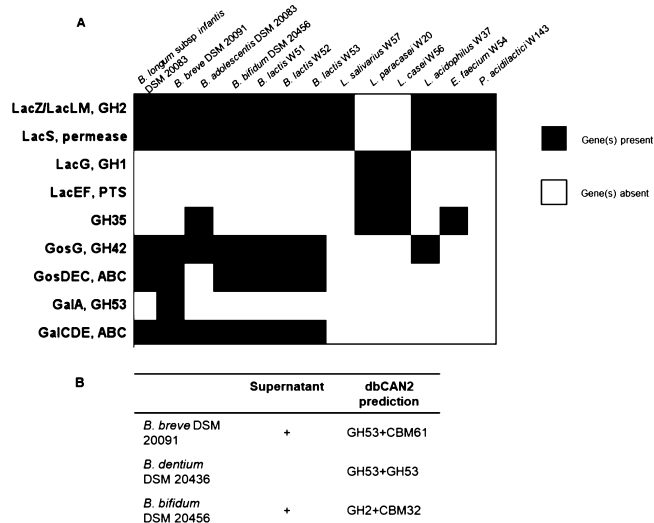 A
B. longum subsp infantis
DSM 20083
B. breve DSM 20091
B. adolescentis DSM 20083
B. bifidum DSM 20456
B. lactis W51
B. lactis W52
B. lactis W53
L. salivarius W57
L. paracasei W20
L. casei W56
L. acidophilus W37
E. faecium W54
P. acidilactici W143
LacZ/LacLM, GH2
LacS, permease
LacG, GH1
LacEF, PTS
GH35
GosG, GH42
GosDEC, ABC
GalA, GH53
GalCDE, ABC
Gene(s) present
Gene(s) absent
B
Supernatant dbCAN2
prediction
B. breve DSM
20091 + GH53+CBM61
B. dentium
DSM 20436 GH53+GH53
B. bifidum
DSM 20456 + GH2+CBM32